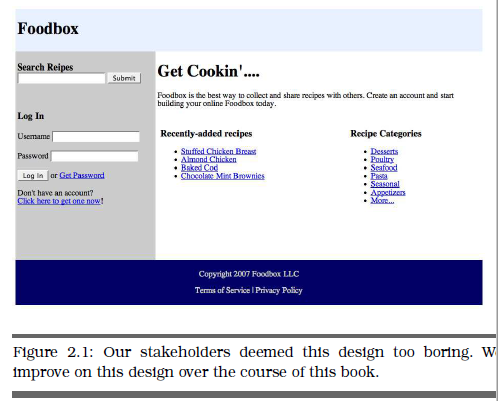 Foodbox
Search Reipes
Submit
Log In
Username
Password
Log In or Get Password
Don't have an account?
Click here to get one now!
Get Cookin'....
Foodbox is the best way to collect and share recipes with others. Create an account and start
building your online Foodbox today.
Recently-added recipes
Stuffed Chicken Breast
Almond Chicken
Baked Cod
Chocolate Mint Brownies
Recipe Categories
Desserts
Poultry
Seafood
Pasta
Seasonal
Appetizers
More...
Copyright 2007 Foodbox LLC
Terms of Service | Privacy Policy
Figure 2.1: Our stakeholders deemed this design too boring. W
improve on this design over the course of this book.